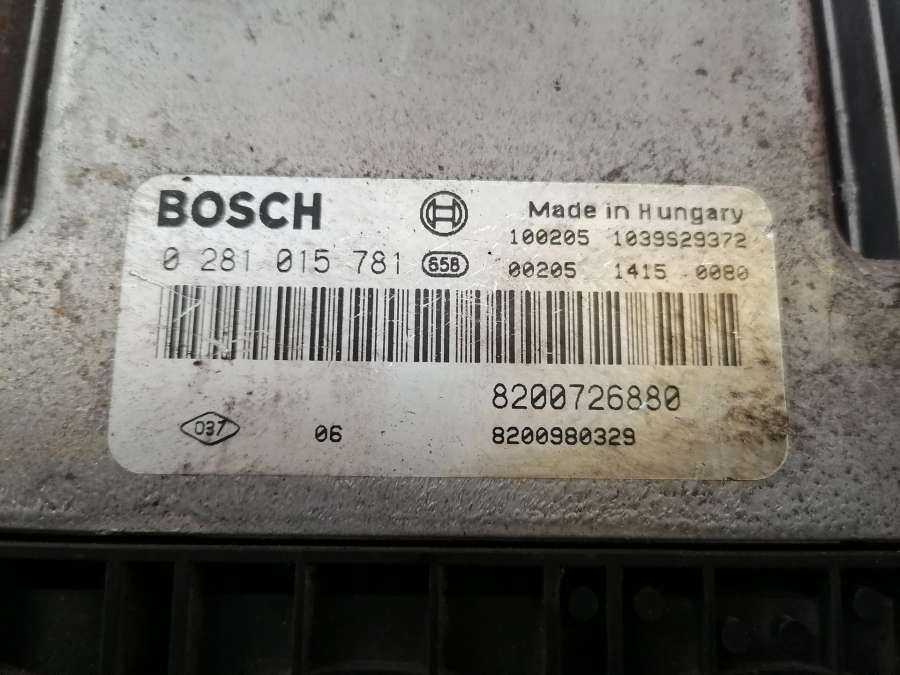 BOSCH
Made in Hungary
100205 1039S29372
0 281 015 781 658
00205 1415 0080
8200726880
037 06
8200980329